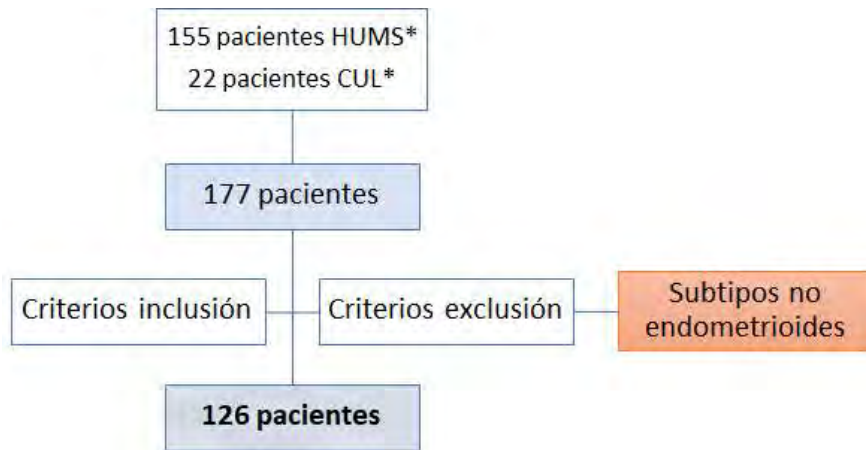 155 pacientes HUMS*
22 pacientes CUL*
177 pacientes
Criterios inclusión
Criterios exclusión
Subtipos no
endometrioides
126 pacientes